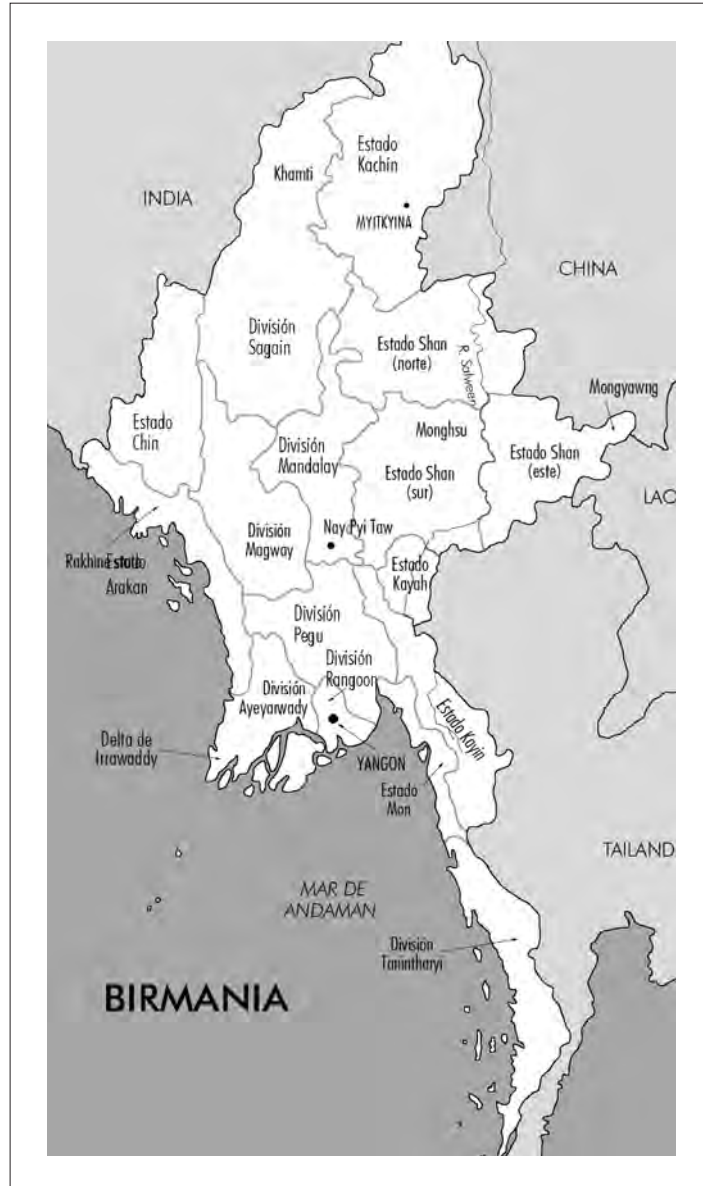 Estado
Kachin
Khamti
INDIA
MYITKYINA
CHINA
División
Sagain
Estado Shan
(norte)
R. Salween
Mongyawng
Estado
Chin
Monghsu
División
Mandalay
Estado Shan
(este)
Estado Shan
(sur)
LAO
Nay Pyi Taw
División
Magway
Estado
Kayah
Estado
Arakan
División
Pegu
División
Rangoon
División
Ayeyarwady
Estado Kayin
Delta de
Irrawaddy
YANGON
Estado
Mon
TAILAND
MAR DE
ANDAMAN
División
Tanintharyi
BIRMANIA